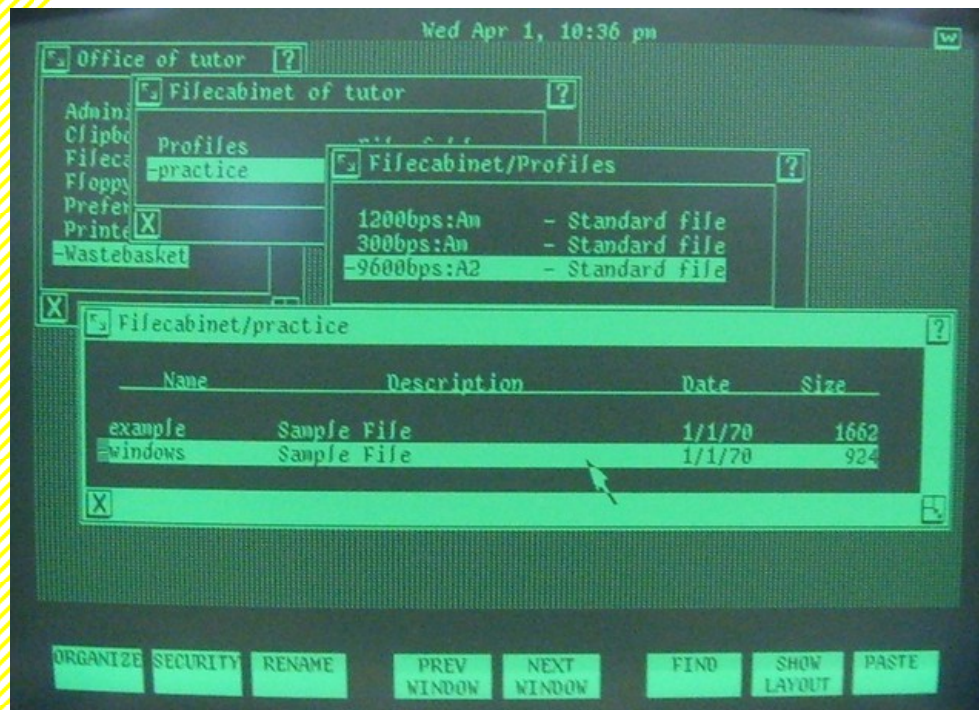 Wed Apr 1, 10:36 pm
W
Office of tutor ?
Filecabinet of tutor ?
Profiles
-practice
-Wastebasket
X
X
Filecabinet/Profiles ?
1200bps:Am - Standard file
300bps:Am - Standard file
-9600bps:A2 - Standard file
Filecabinet/practice ?
Name Description Date Size
example Sample File 1/1/70 1662
-windows Sample File 1/1/70 924
X
ORGANIZE SECURITY RENAME PREV WINDOW NEXT WINDOW FIND SHOW LAYOUT PASTE